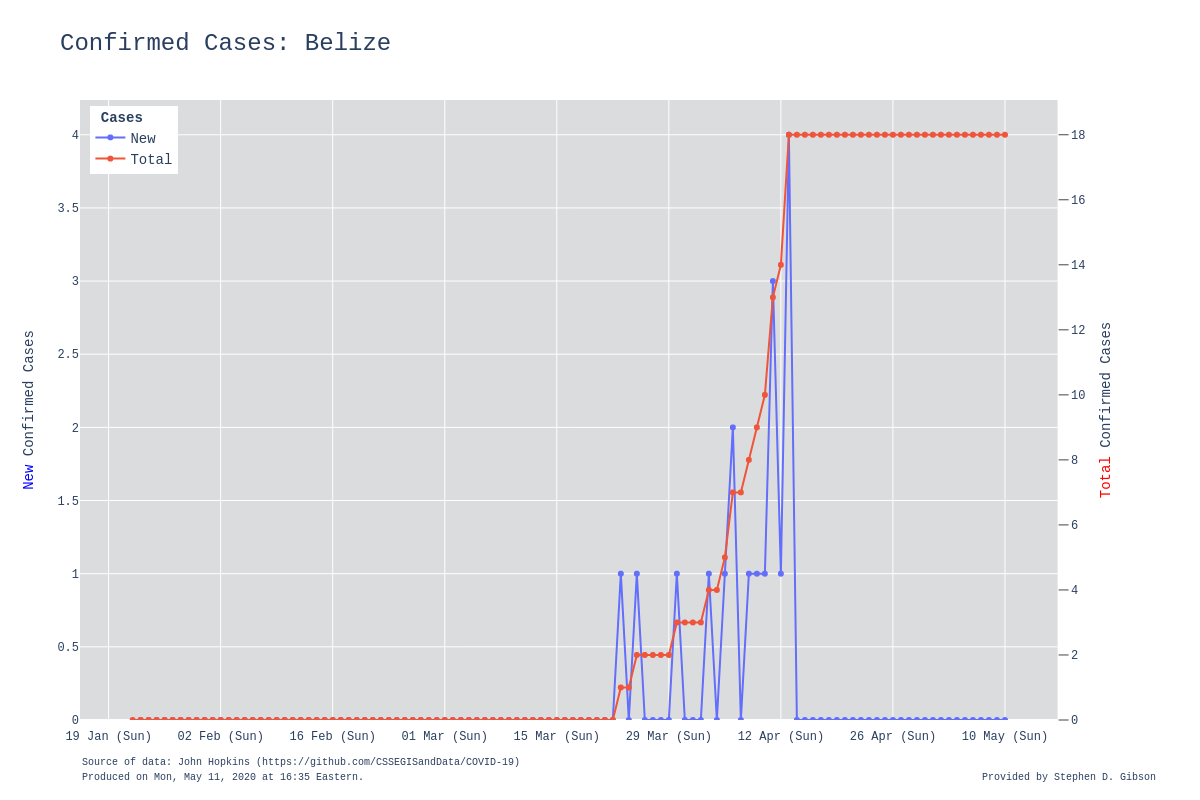 Confirmed Cases: Belize
Cases
New
Total
4
3.5
3
2.5
2
1.5
1
0.5
0
New Confirmed Cases
18
16
14
12
10
8
6
4
2
0
Total Confirmed Cases
19 Jan (Sun) 02 Feb (Sun) 16 Feb (Sun) 01 Mar (Sun) 15 Mar (Sun) 29 Mar (Sun) 12 Apr (Sun) 26 Apr (Sun) 10 May (Sun)
Source of data: John Hopkins (https://github.com/CSSEGISandData/COVID-19)
Produced on Mon, May 11, 2020 at 16:35 Eastern.
Provided by Stephen D. Gibson